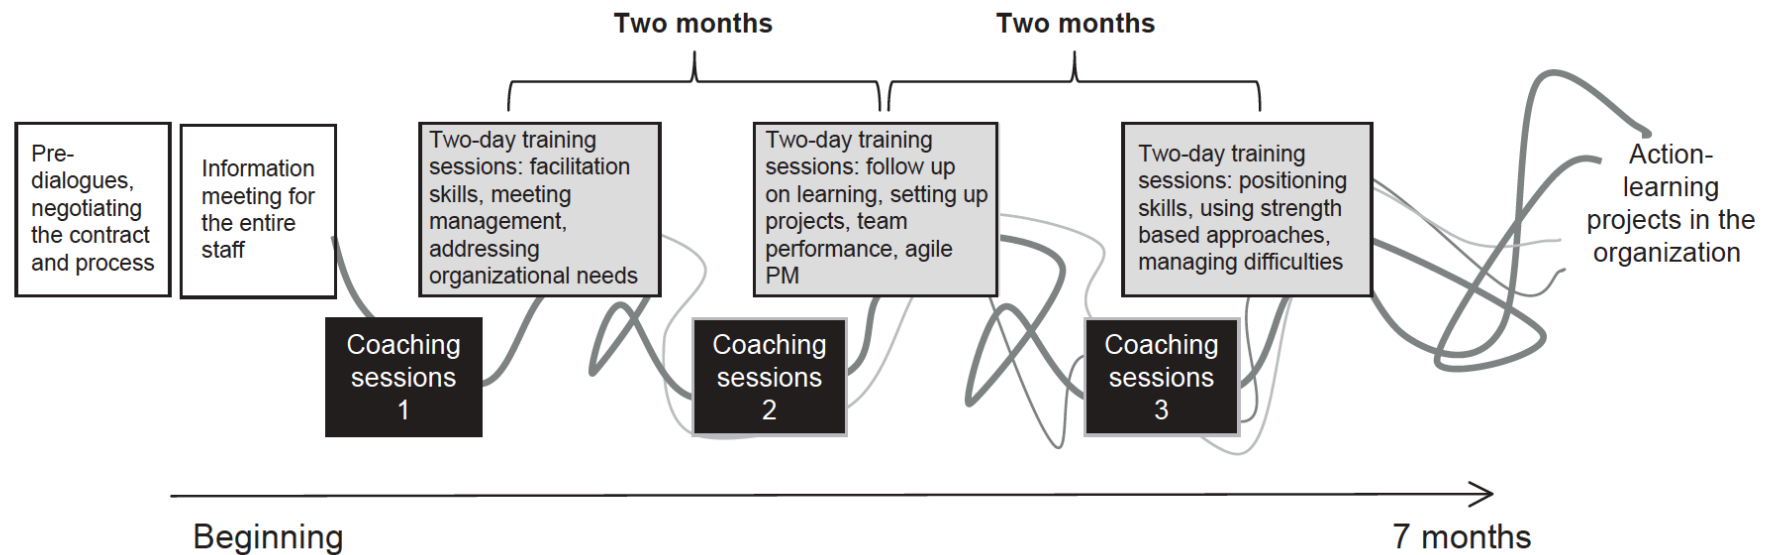 Two months
Two months
Pre-
dialogues,
negotiating
the contract
and process
Information
meeting for
the entire
staff
Two-day training
sessions: facilitation
skills, meeting
management,
addressing
organizational needs
Two-day training
sessions: follow up
on learning, setting up
projects, team
performance, agile
PM
Two-day training
sessions: positioning
skills, using strength
based approaches,
managing difficulties
Action-
learning
projects in the
organization
Coaching
sessions
1
Coaching
sessions
2
Coaching
sessions
3
Beginning
7 months